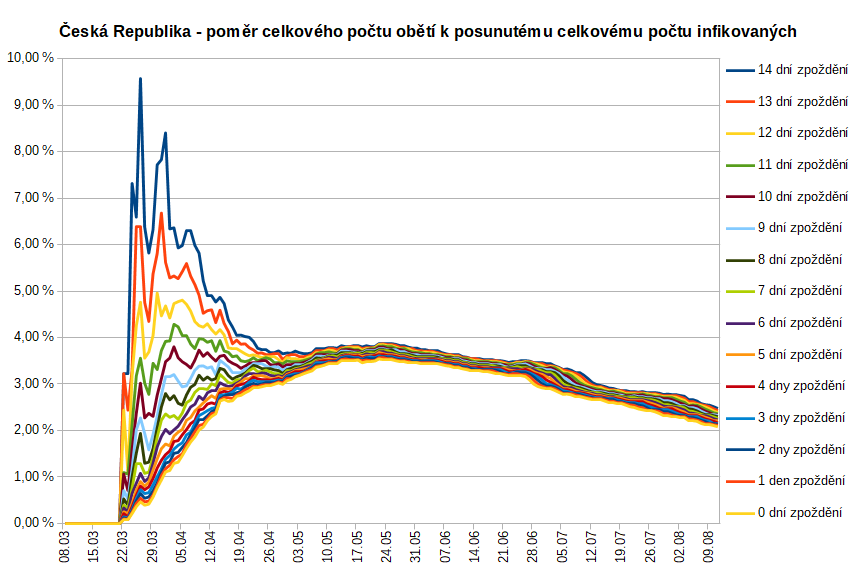 Česká Republika - poměr celkového počtu obětí k posunutému celkovému počtu infikovaných
10,00 %
9,00 %
8,00 %
7,00 %
6,00 %
5,00 %
4,00 %
3,00 %
2,00 %
1,00 %
0,00 %
08.03
15.03
22.03
29.03
05.04
12.04
19.04
26.04
03.05
10.05
17.05
24.05
31.05
07.06
14.06
21.06
28.06
05.07
12.07
19.07
26.07
02.08
09.08
14 dní zpoždění
13 dní zpoždění
12 dní zpoždění
11 dní zpoždění
10 dní zpoždění
9 dní zpoždění
8 dní zpoždění
7 dní zpoždění
6 dní zpoždění
5 dní zpoždění
4 dny zpoždění
3 dny zpoždění
2 dny zpoždění
1 den zpoždění
0 dní zpoždění